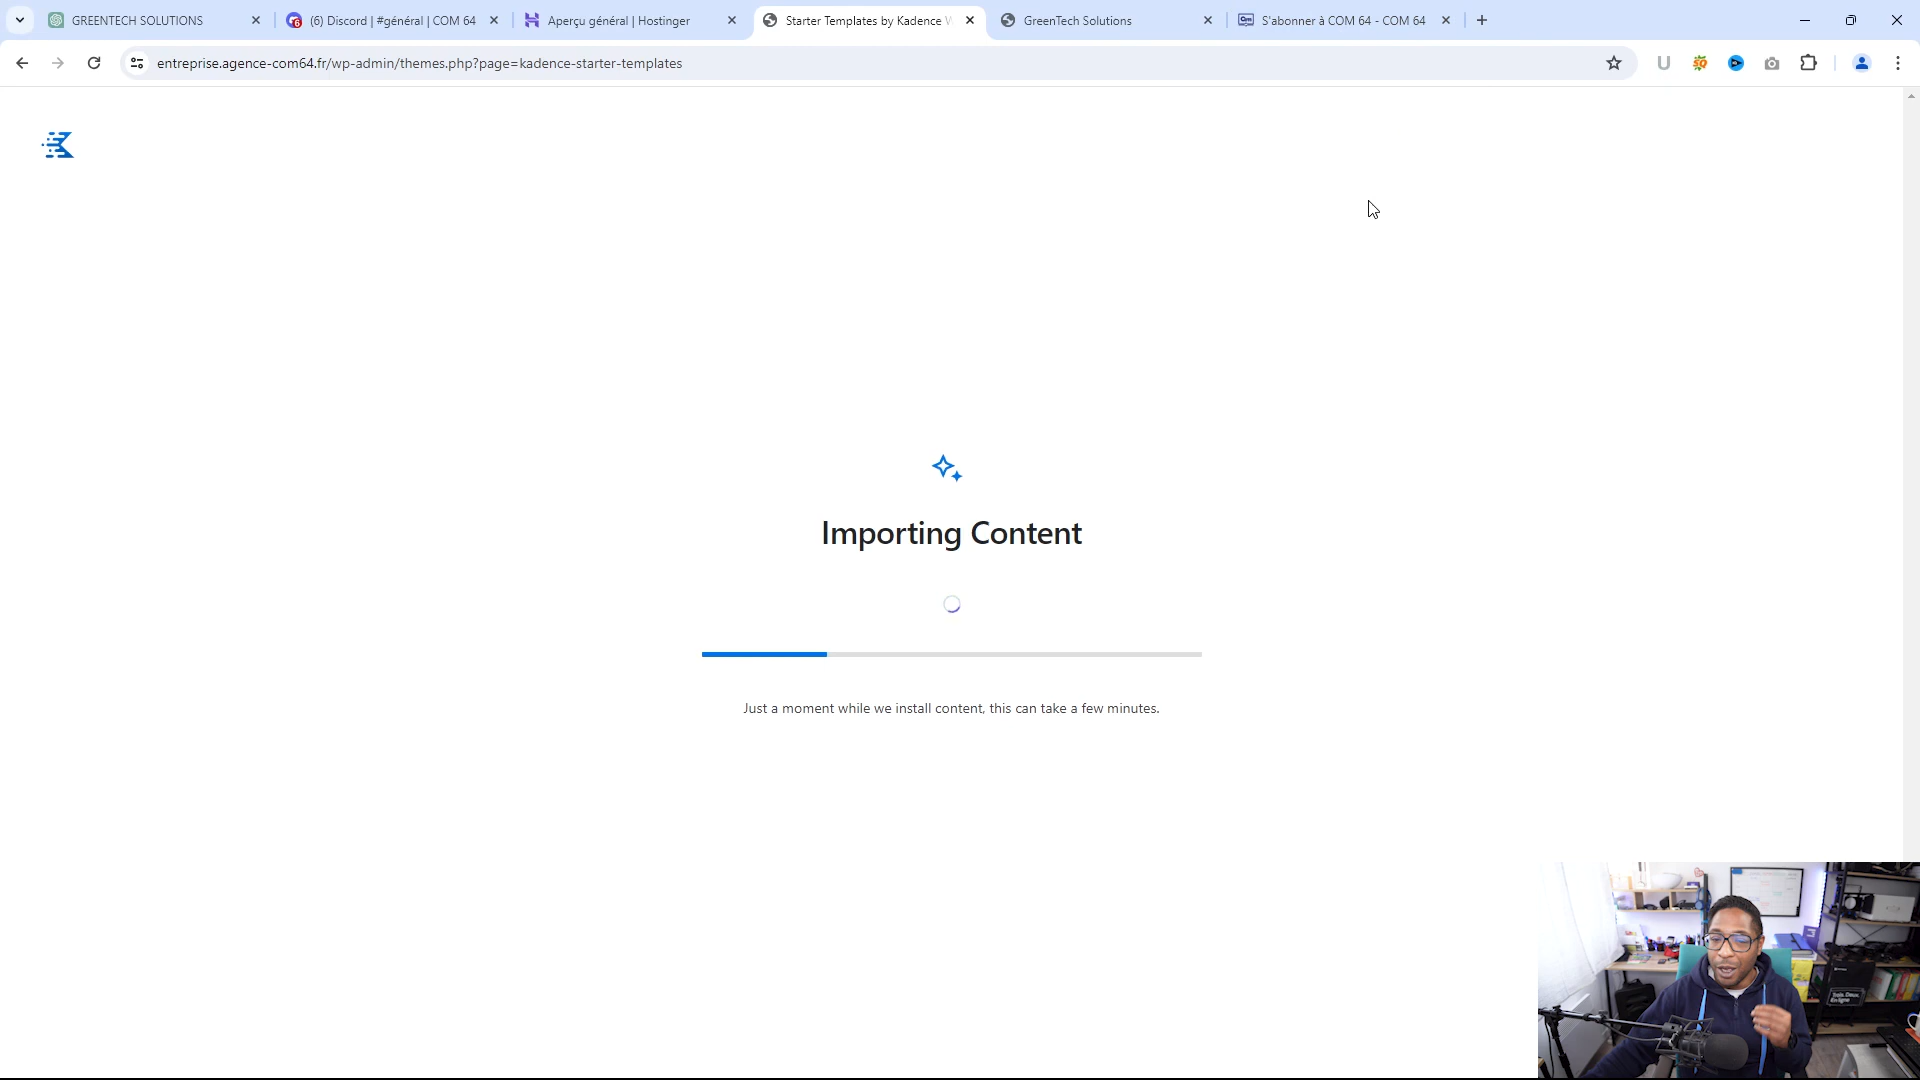 GREENTECH SOLUTIONS
(6) Discord | #général | COM 64
Aperçu général | Hostinger
Starter Templates by Kadence W
GreenTech Solutions
S'abonner à COM 64 - COM 64
entreprise.agence-com64.fr/wp-admin/themes.php?page=kadence-starter-templates
Importing Content
Just a moment while we install content, this can take a few minutes.